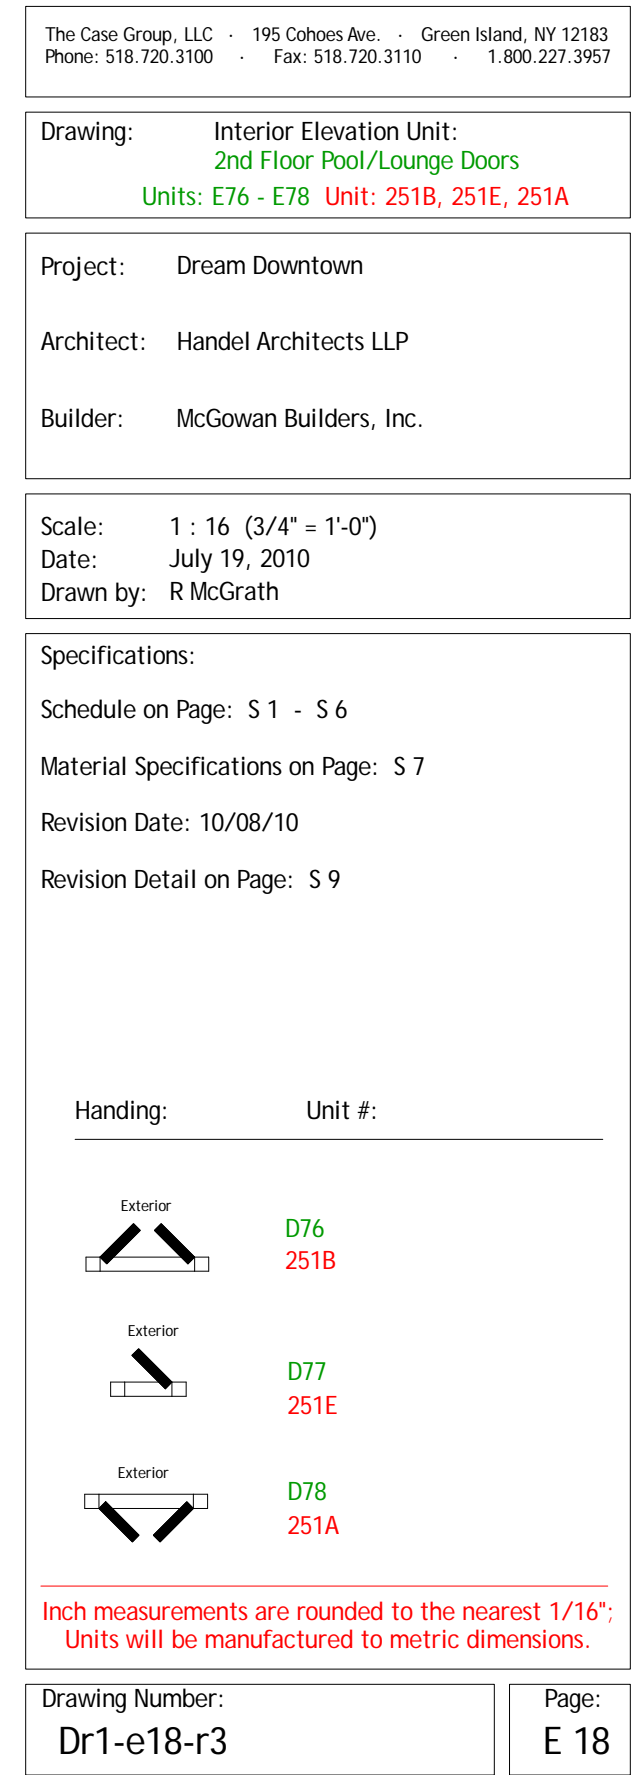 The Case Group, LLC · 195 Cohoes Ave. · Green Island, NY 12183
Phone: 518.720.3100 · Fax: 518.720.3110 · 1.800.227.3957
Drawing: Interior Elevation Unit:
2nd Floor Pool/Lounge Doors
Units: E76 - E78 Unit: 251B, 251E, 251A
Project: Dream Downtown
Architect: Handel Architects LLP
Builder: McGowan Builders, Inc.
Scale: 1 : 16 (3/4" = 1'-0")
Date: July 19, 2010
Drawn by: R McGrath
Specifications:
Schedule on Page: S 1 - S 6
Material Specifications on Page: S 7
Revision Date: 10/08/10
Revision Detail on Page: S 9
Handing: Unit #:
Exterior
D76
251B
Exterior
D77
251E
Exterior
D78
251A
Inch measurements are rounded to the nearest 1/16";
Units will be manufactured to metric dimensions.
Drawing Number: Page:
Dr1-e18-r3 E 18